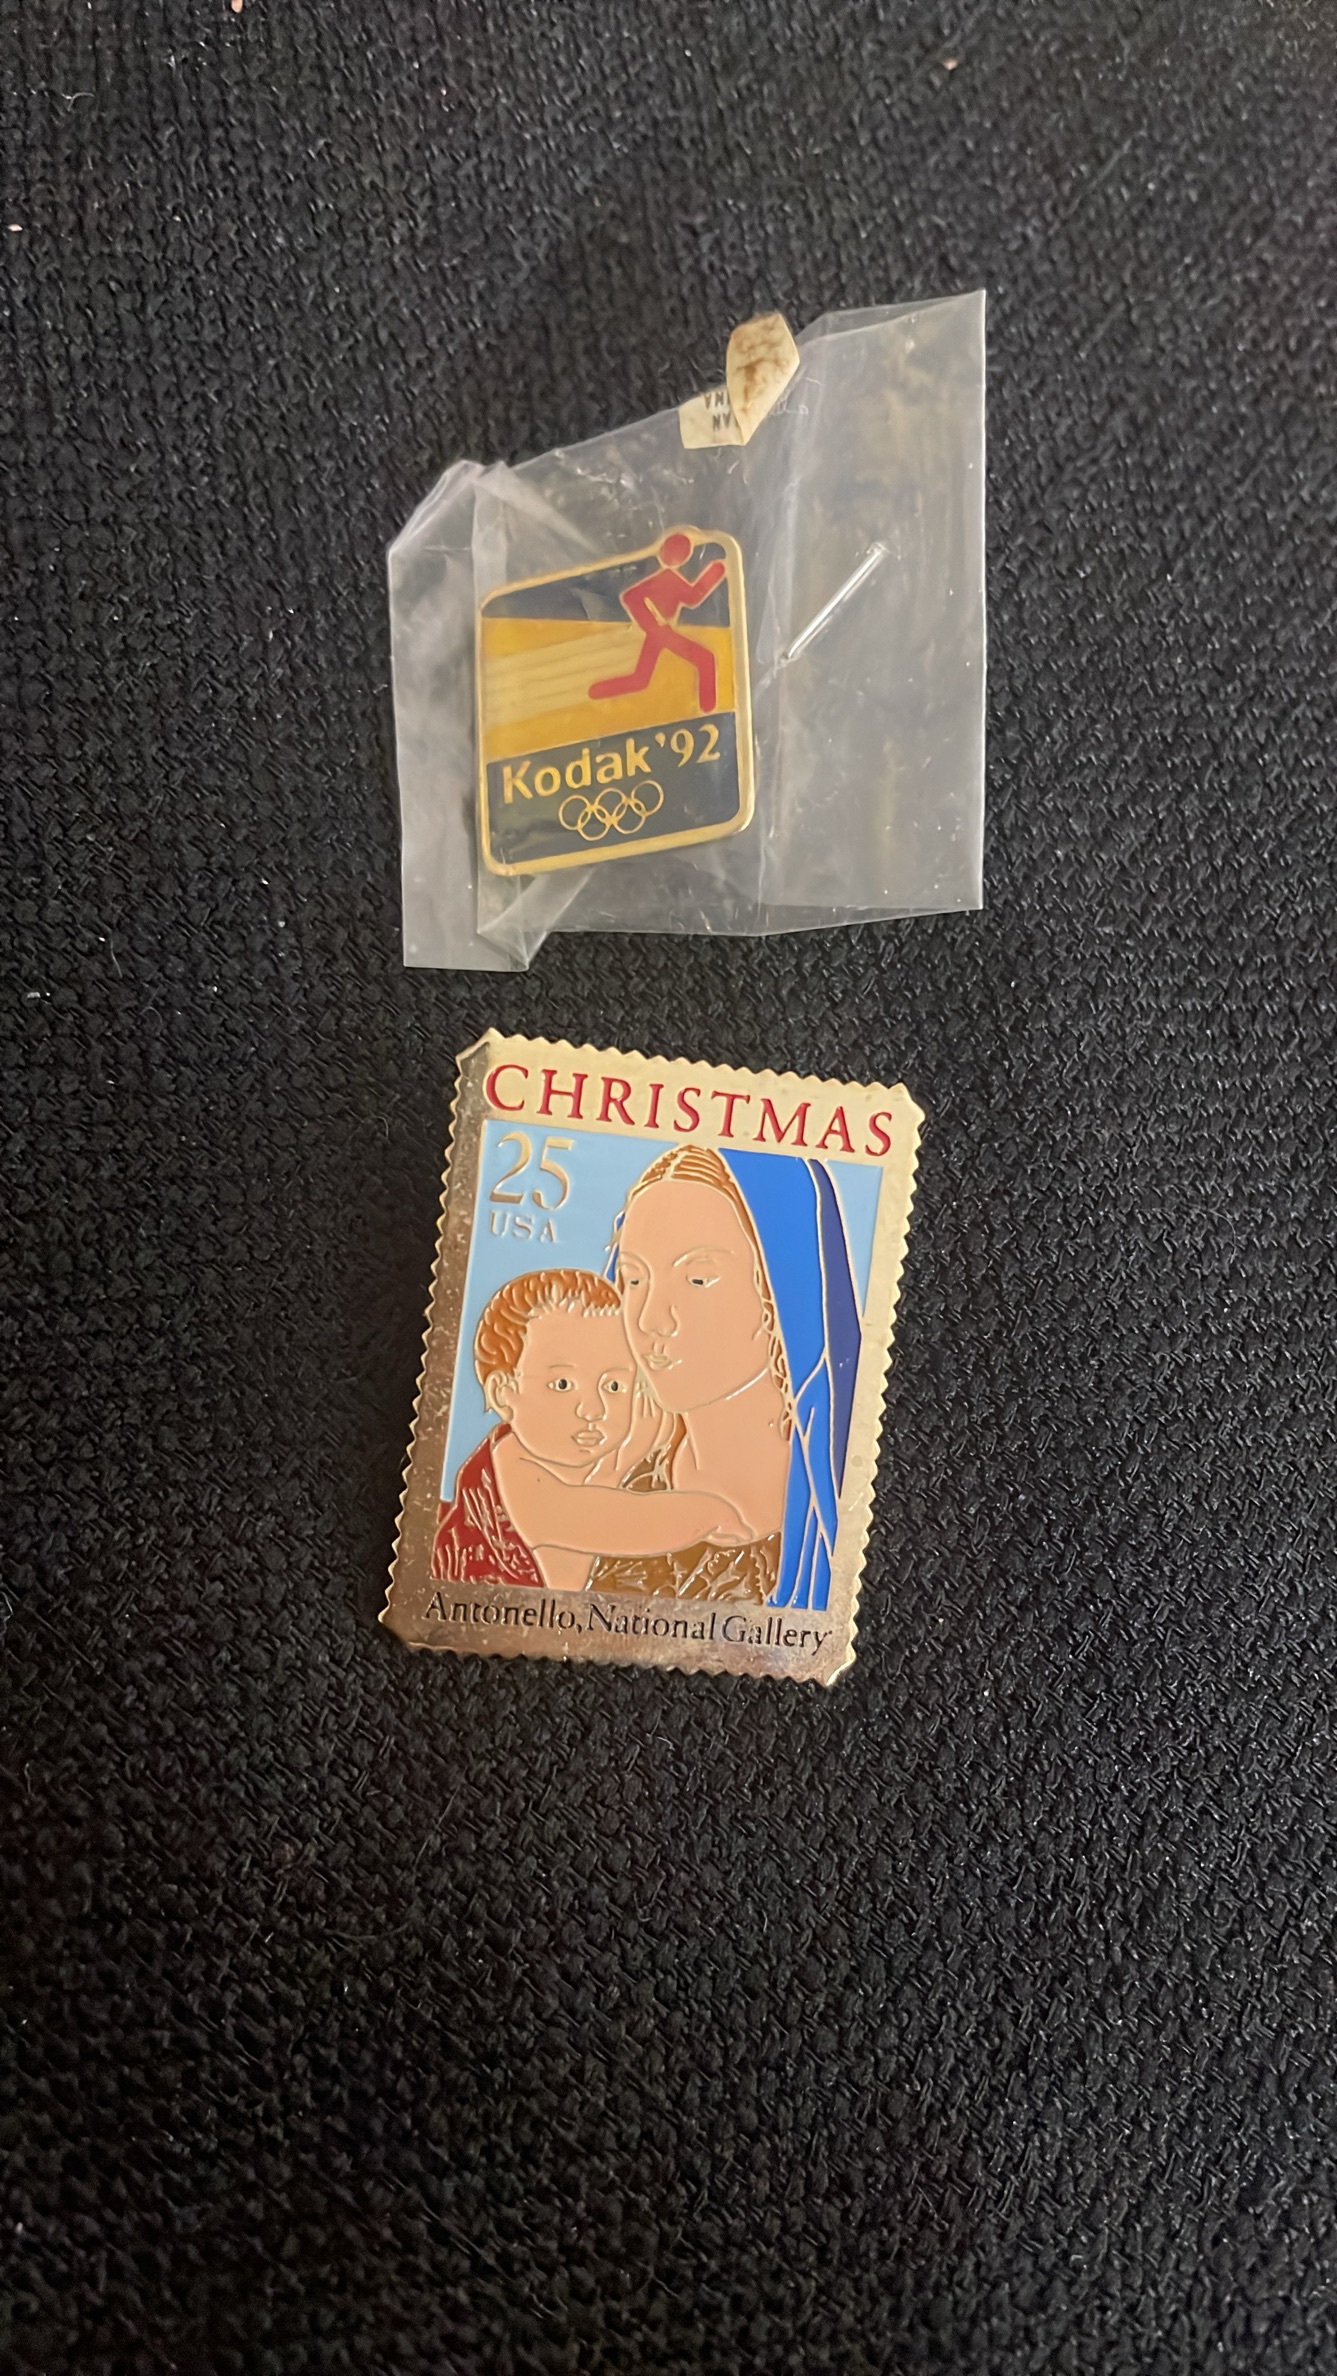 Kodak '92
CHRISTMAS
25
USA
Antonello, National Gallery